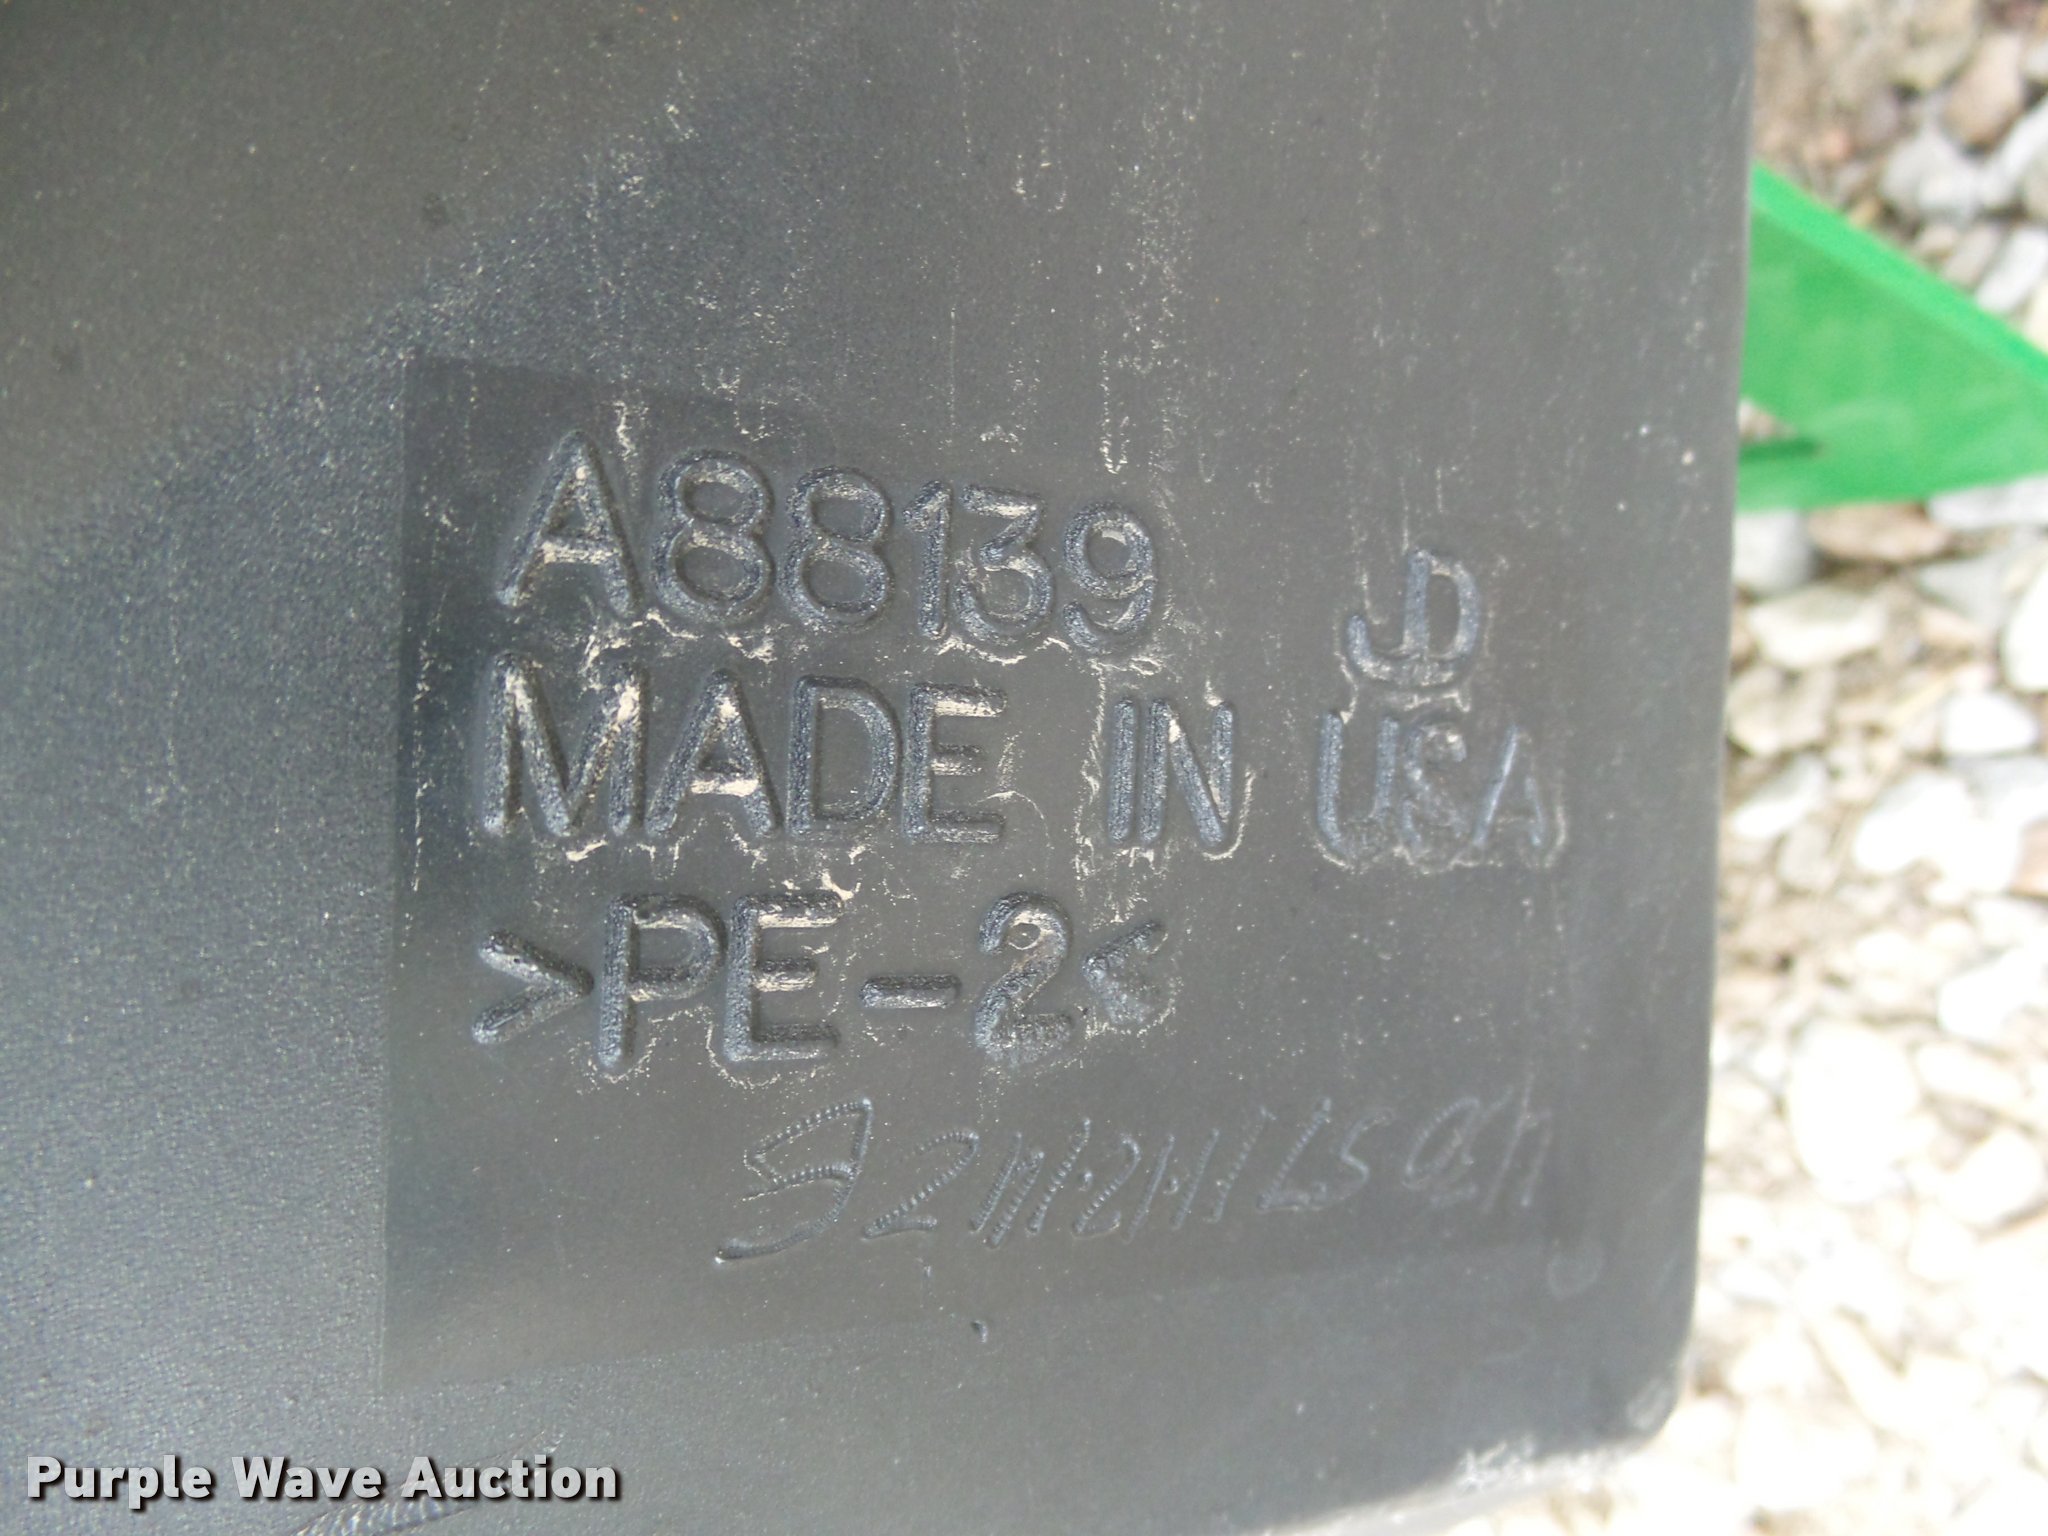 A88139
JD
MADE IN USA
>PE-2<
Purple Wave Auction